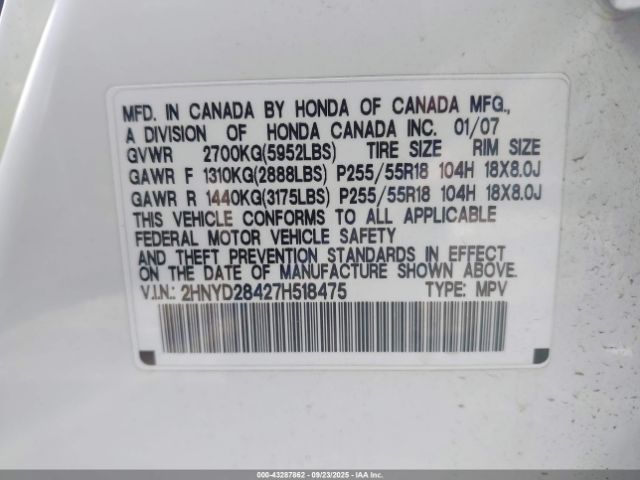 MFD. IN CANADA BY HONDA OF CANADA MFG.,
A DIVISION OF HONDA CANADA INC. 01/07
GVWR 2700KG(5952LBS) TIRE SIZE RIM SIZE
GAWR F 1310KG(2888LBS) P255/55R18 104H 18X8.0J
GAWR R 1440KG(3175LBS) P255/55R18 104H 18X8.0J
THIS VEHICLE CONFORMS TO ALL APPLICABLE
FEDERAL MOTOR VEHICLE SAFETY
AND THEFT PREVENTION STANDARDS IN EFFECT
ON THE DATE OF MANUFACTURE SHOWN ABOVE.
V.I.N.: 2HNYD28427H518475 TYPE: MPV
00-43287862 - 09/23/2025 - Copyright © IAA